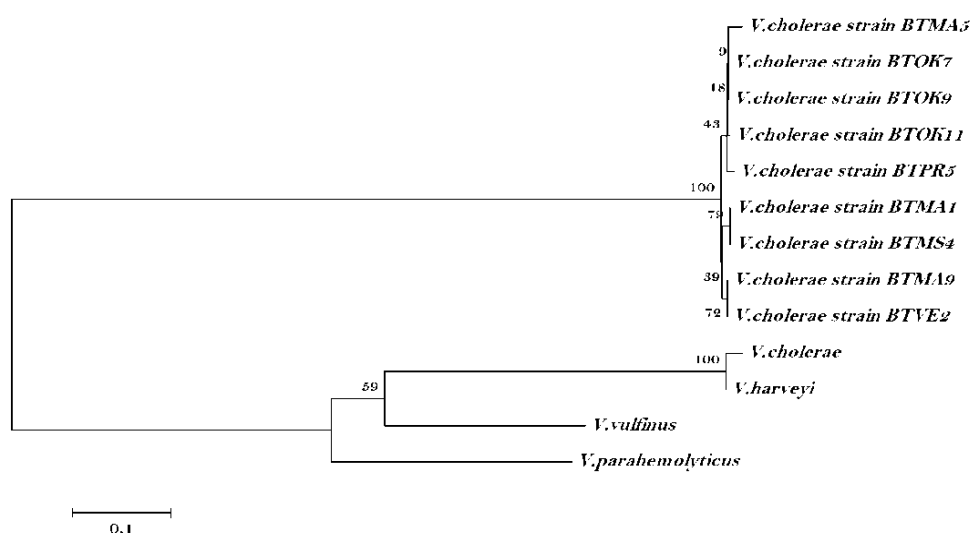 V.cholerae strain BTMA5
9
V.cholerae strain BTOK7
18
V.cholerae strain BTOK9
43
V.cholerae strain BTOK11
V.cholerae strain BTPR5
100
V.cholerae strain BTMA1
79
V.cholerae strain BTMS4
39
V.cholerae strain BTMA9
72
V.cholerae strain BTVE2
100
V.cholerae
59
V.harveyi
V.vulfinus
V.parahemolyticus
0.1